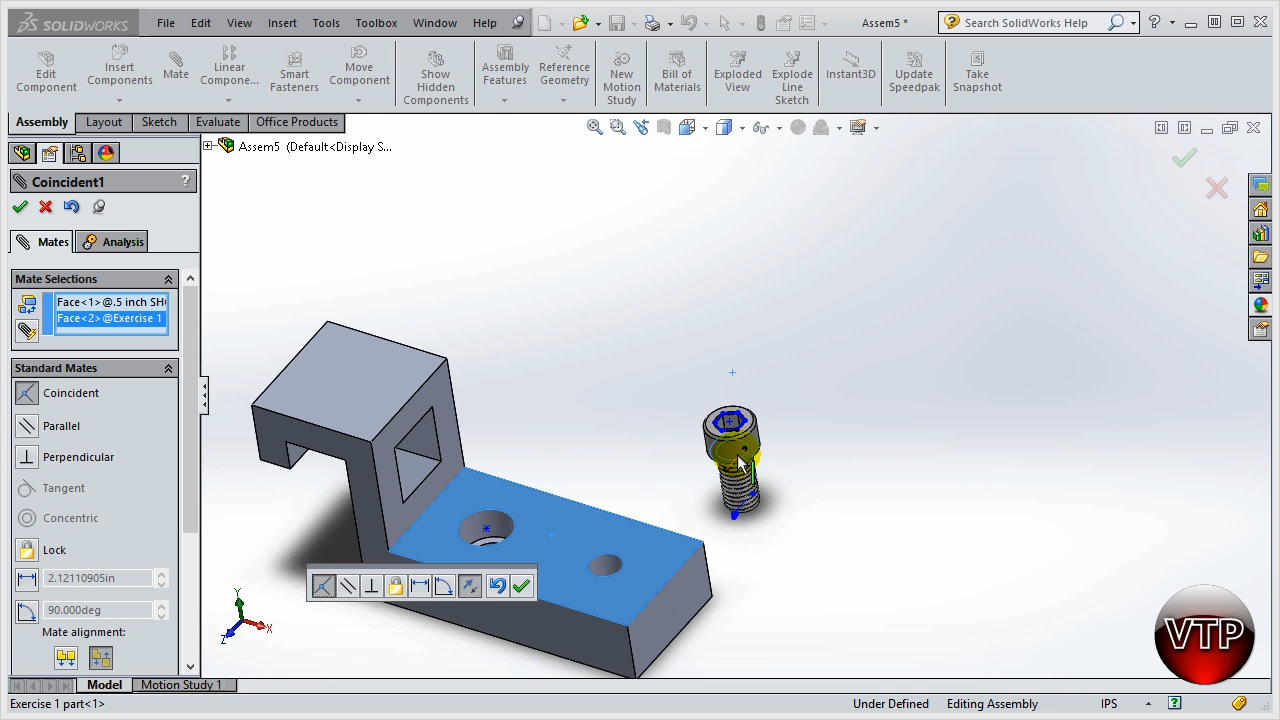 SOLIDWORKS File Edit View Insert Tools Toolbox Window Help Assem5 * Search SolidWorks Help
Edit Component
Insert Components
Mate
Linear Compone...
Smart Fasteners
Move Component
Show Hidden Components
Assembly Features
Reference Geometry
New Motion Study
Bill of Materials
Exploded View
Explode Line Sketch
Instant3D
Update Speedpak
Take Snapshot
Assembly Layout Sketch Evaluate Office Products
Assem5 (Default<Display S...
Coincident1 ?
Mates Analysis
Mate Selections
Face<1>@.5 inch SH
Face<2>@Exercise 1
Standard Mates
Coincident
Parallel
Perpendicular
Tangent
Concentric
Lock
2.12110905in
90.000deg
Mate alignment:
Y
X
Z
VTP
Model Motion Study 1
Exercise 1 part<1> Under Defined Editing Assembly IPS ?